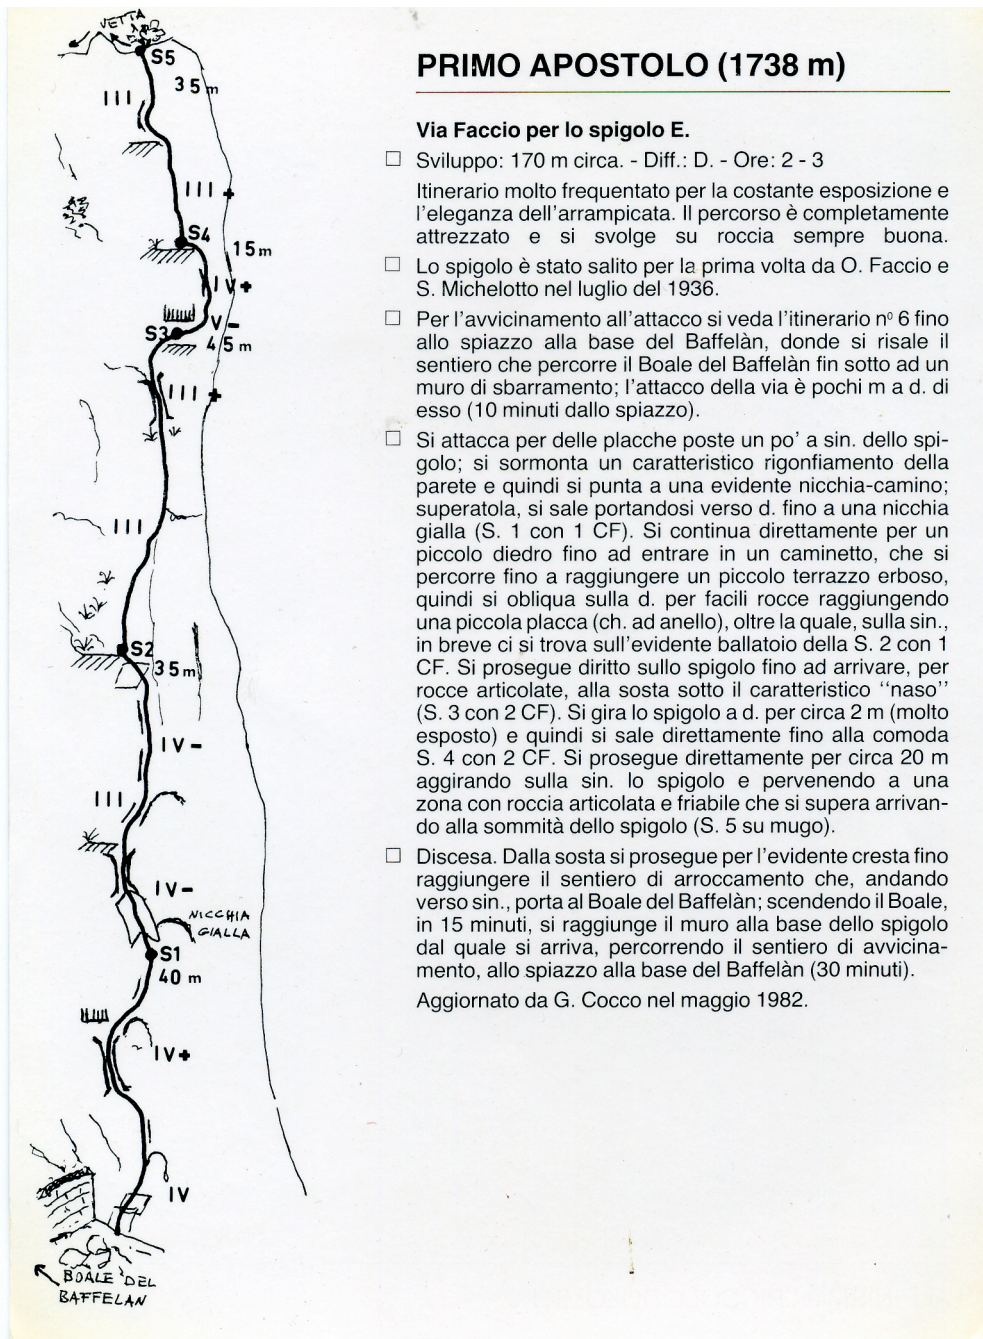 VETTA
S5
35m
III
III+
S4
15m
IV+
V-
S3
45m
III+
III
S2
35m
IV-
III
IV-
NICCHIA
GIALLA
S1
40 m
IV+
IV
BOALE DEL
BAFFELAN
PRIMO APOSTOLO (1738 m)
Via Faccio per lo spigolo E.
Sviluppo: 170 m circa. - Diff.: D. - Ore: 2 - 3
Itinerario molto frequentato per la costante esposizione e
l'eleganza dell'arrampicata. Il percorso è completamente
attrezzato e si svolge su roccia sempre buona.
Lo spigolo è stato salito per la prima volta da O. Faccio e
S. Michelotto nel luglio del 1936.
Per l'avvicinamento all'attacco si veda l'itinerario nº 6 fino
allo spiazzo alla base del Baffelàn, donde si risale il
sentiero che percorre il Boale del Baffelàn fin sotto ad un
muro di sbarramento; l'attacco della via è pochi m a d. di
esso (10 minuti dallo spiazzo).
Si attacca per delle placche poste un po' a sin. dello spi-
golo; si sormonta un caratteristico rigonfiamento della
parete e quindi si punta a una evidente nicchia-camino;
superatola, si sale portandosi verso d. fino a una nicchia
gialla (S. 1 con 1 CF). Si continua direttamente per un
piccolo diedro fino ad entrare in un caminetto, che si
percorre fino a raggiungere un piccolo terrazzo erboso,
quindi si obliqua sulla d. per facili rocce raggiungendo
una piccola placca (ch. ad anello), oltre la quale, sulla sin.,
in breve ci si trova sull'evidente ballatoio della S. 2 con 1
CF. Si prosegue diritto sullo spigolo fino ad arrivare, per
rocce articolate, alla sosta sotto il caratteristico "naso"
(S. 3 con 2 CF). Si gira lo spigolo a d. per circa 2 m (molto
esposto) e quindi si sale direttamente fino alla comoda
S. 4 con 2 CF. Si prosegue direttamente per circa 20 m
aggirando sulla sin. lo spigolo e pervenendo a una
zona con roccia articolata e friabile che si supera arrivan-
do alla sommità dello spigolo (S. 5 su mugo).
Discesa. Dalla sosta si prosegue per l'evidente cresta fino
raggiungere il sentiero di arroccamento che, andando
verso sin., porta al Boale del Baffelàn; scendendo il Boale,
in 15 minuti, si raggiunge il muro alla base dello spigolo
dal quale si arriva, percorrendo il sentiero di avvicina-
mento, allo spiazzo alla base del Baffelàn (30 minuti).
Aggiornato da G. Cocco nel maggio 1982.